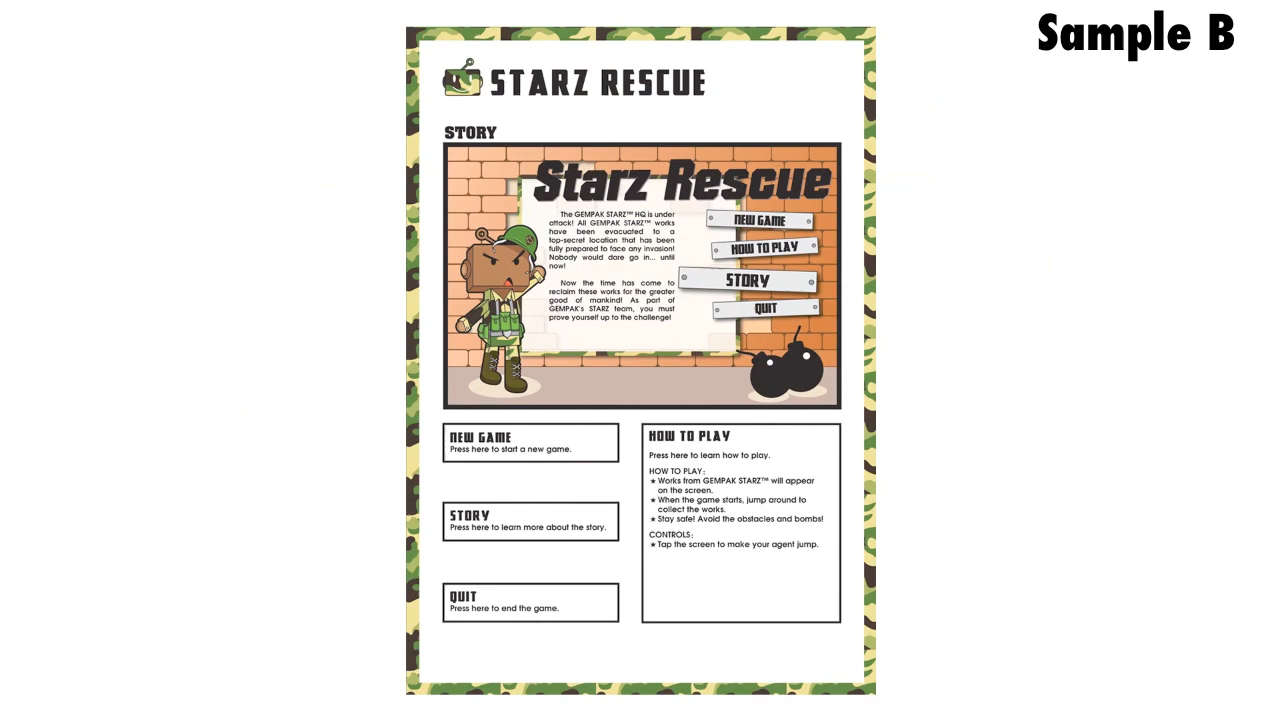 Sample B
STARZ RESCUE
STORY
Starz Rescue
The GEMPAK STARZ™ HQ is under
attack! All GEMPAK STARZ™ works
have been evacuated to a
top-secret location that has been
fully prepared to face any invasion!
Nobody would dare go in... until
now!
Now the time has come to
reclaim these works for the greater
good of mankind! As part of
GEMPAK's STARZ team, you must
prove yourself up to the challenge!
NEW GAME
HOW TO PLAY
STORY
QUIT
NEW GAME
Press here to start a new game.
STORY
Press here to learn more about the story.
QUIT
Press here to end the game.
HOW TO PLAY
Press here to learn how to play.
HOW TO PLAY:
★ Works from GEMPAK STARZ™ will appear
on the screen.
★ When the game starts, jump around to
collect the works.
★ Stay safe! Avoid the obstacles and bombs!
CONTROLS:
★ Tap the screen to make your agent jump.